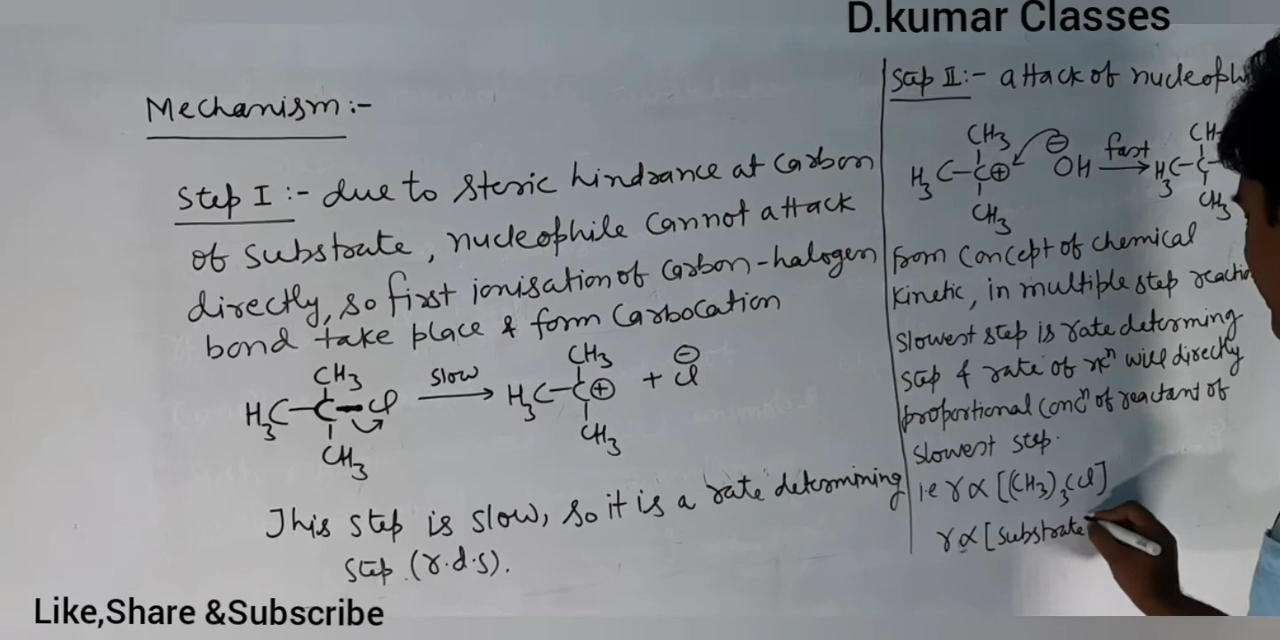 D.kumar Classes
Mechanism:-
Step I :- due to steric hindrance at Carbon
of substrate, nucleophile Cannot attack
directly, so first ionisation of Carbon-halogen
bond take place & form Carbocation
CH3
H3C-C-Cl
CH3
slow
CH3
H3C-C⊕
CH3
+ Cl⊖
This step is slow, so it is a rate determining
step (r.d.s).
Step II :- attack of
CH3
H3C-C⊕
CH3
⊖OH
fast
H3C-C-
CH3
from concept of chemical
Kinetic, in multiple step
slowest step is rate determing
step & rate of rxn will directly
proportional Concn of reactant of
slowest step.
i.e r∝[(CH3)3CCl]
r∝[substrate
Like,Share &Subscribe